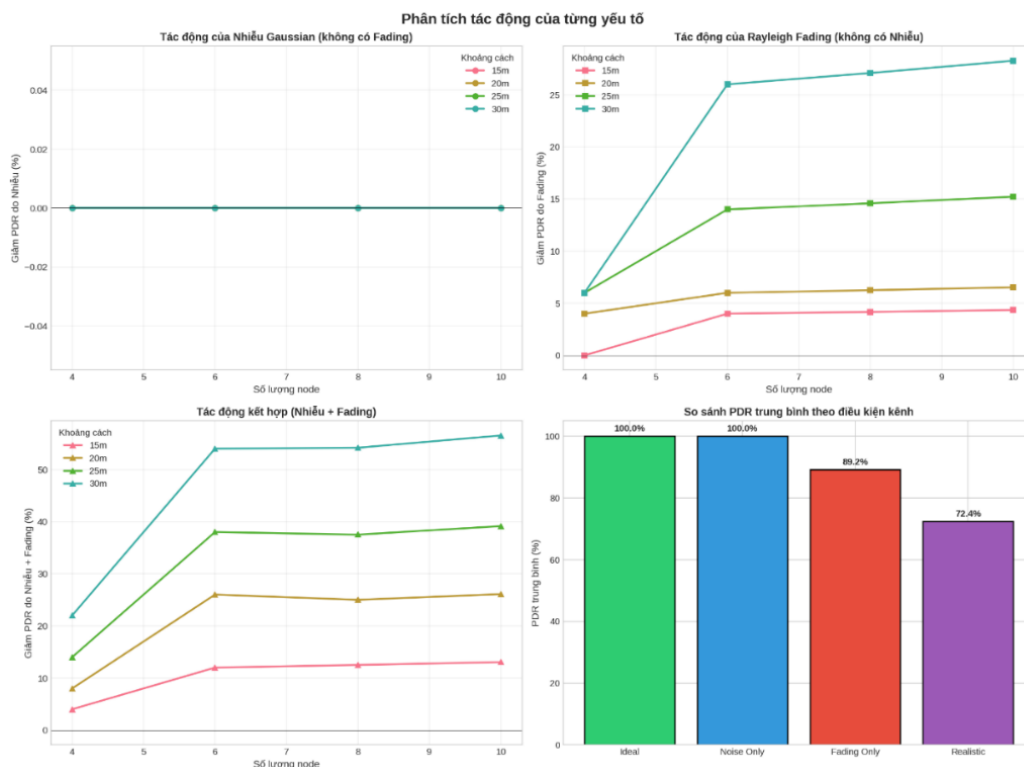 Phân tích tác động của từng yếu tố
Tác động của Nhiễu Gaussian (không có Fading)
Giảm PDR do Nhiễu (%)
0.04
0.02
0.00
−0.02
−0.04
Khoảng cách
15m
20m
25m
30m
4 5 6 7 8 9 10
Số lượng node
Tác động của Rayleigh Fading (không có Nhiễu)
Giảm PDR do Fading (%)
25
20
15
10
5
0
Khoảng cách
15m
20m
25m
30m
4 5 6 7 8 9 10
Số lượng node
Tác động kết hợp (Nhiễu + Fading)
Giảm PDR do Nhiễu + Fading (%)
50
40
30
20
10
0
Khoảng cách
15m
20m
25m
30m
4 5 6 7 8 9 10
Số lượng node
So sánh PDR trung bình theo điều kiện kênh
PDR trung bình (%)
100
80
60
40
20
0
100.0%
100.0%
89.2%
72.4%
Ideal Noise Only Fading Only Realistic